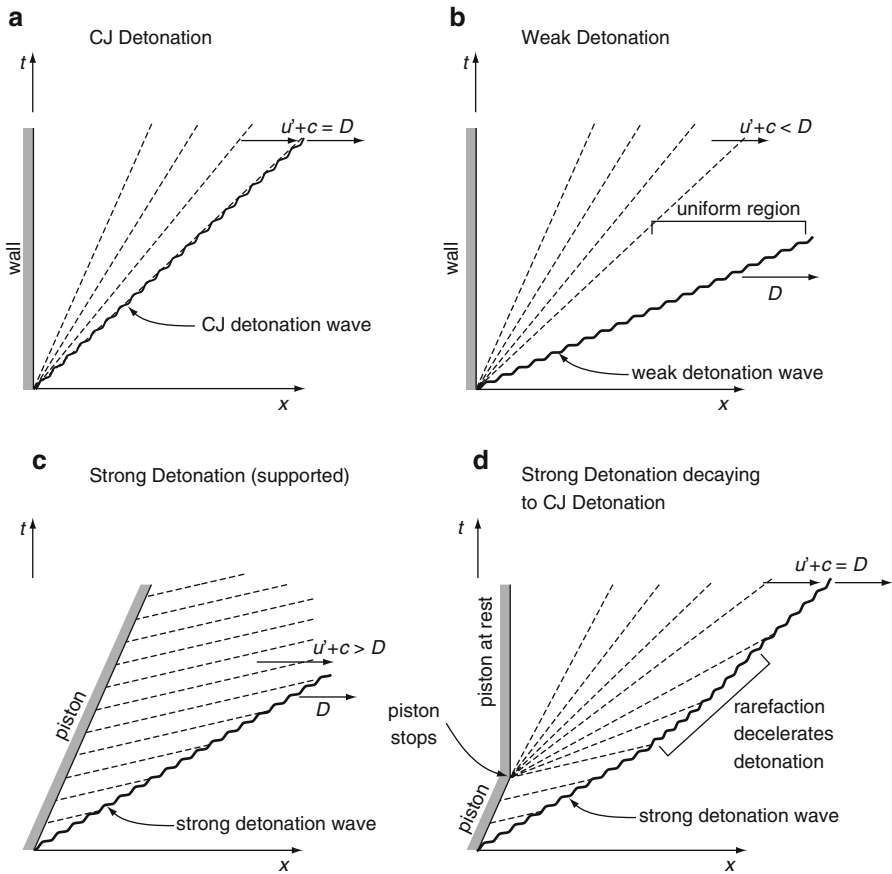 a
CJ Detonation
t
u'+c = D
wall
CJ detonation wave
x
b
Weak Detonation
t
u'+c < D
uniform region
wall
D
weak detonation wave
x
c
Strong Detonation (supported)
t
u'+c > D
D
piston
strong detonation wave
x
d
Strong Detonation decaying
to CJ Detonation
t
u'+c = D
piston at rest
piston
stops
rarefaction
decelerates
detonation
piston
strong detonation wave
x